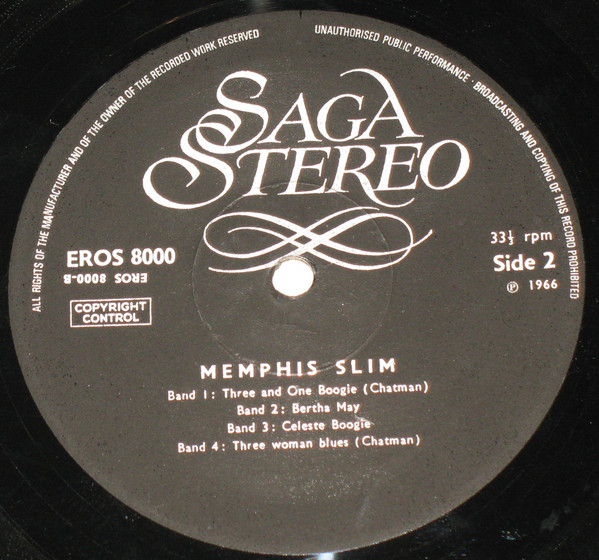 ALL RIGHTS OF THE MANUFACTURER AND OF THE OWNER OF THE RECORDED WORK RESERVED
UNAUTHORISED PUBLIC PERFORMANCE · BROADCASTING AND COPYING OF THIS RECORD PROHIBITED
SAGA
STEREO
EROS 8000
EROS 8000-B
COPYRIGHT
CONTROL
33⅓ rpm
Side 2
℗ 1966
MEMPHIS SLIM
Band 1: Three and One Boogie (Chatman)
Band 2: Bertha May
Band 3: Celeste Boogie
Band 4: Three woman blues (Chatman)